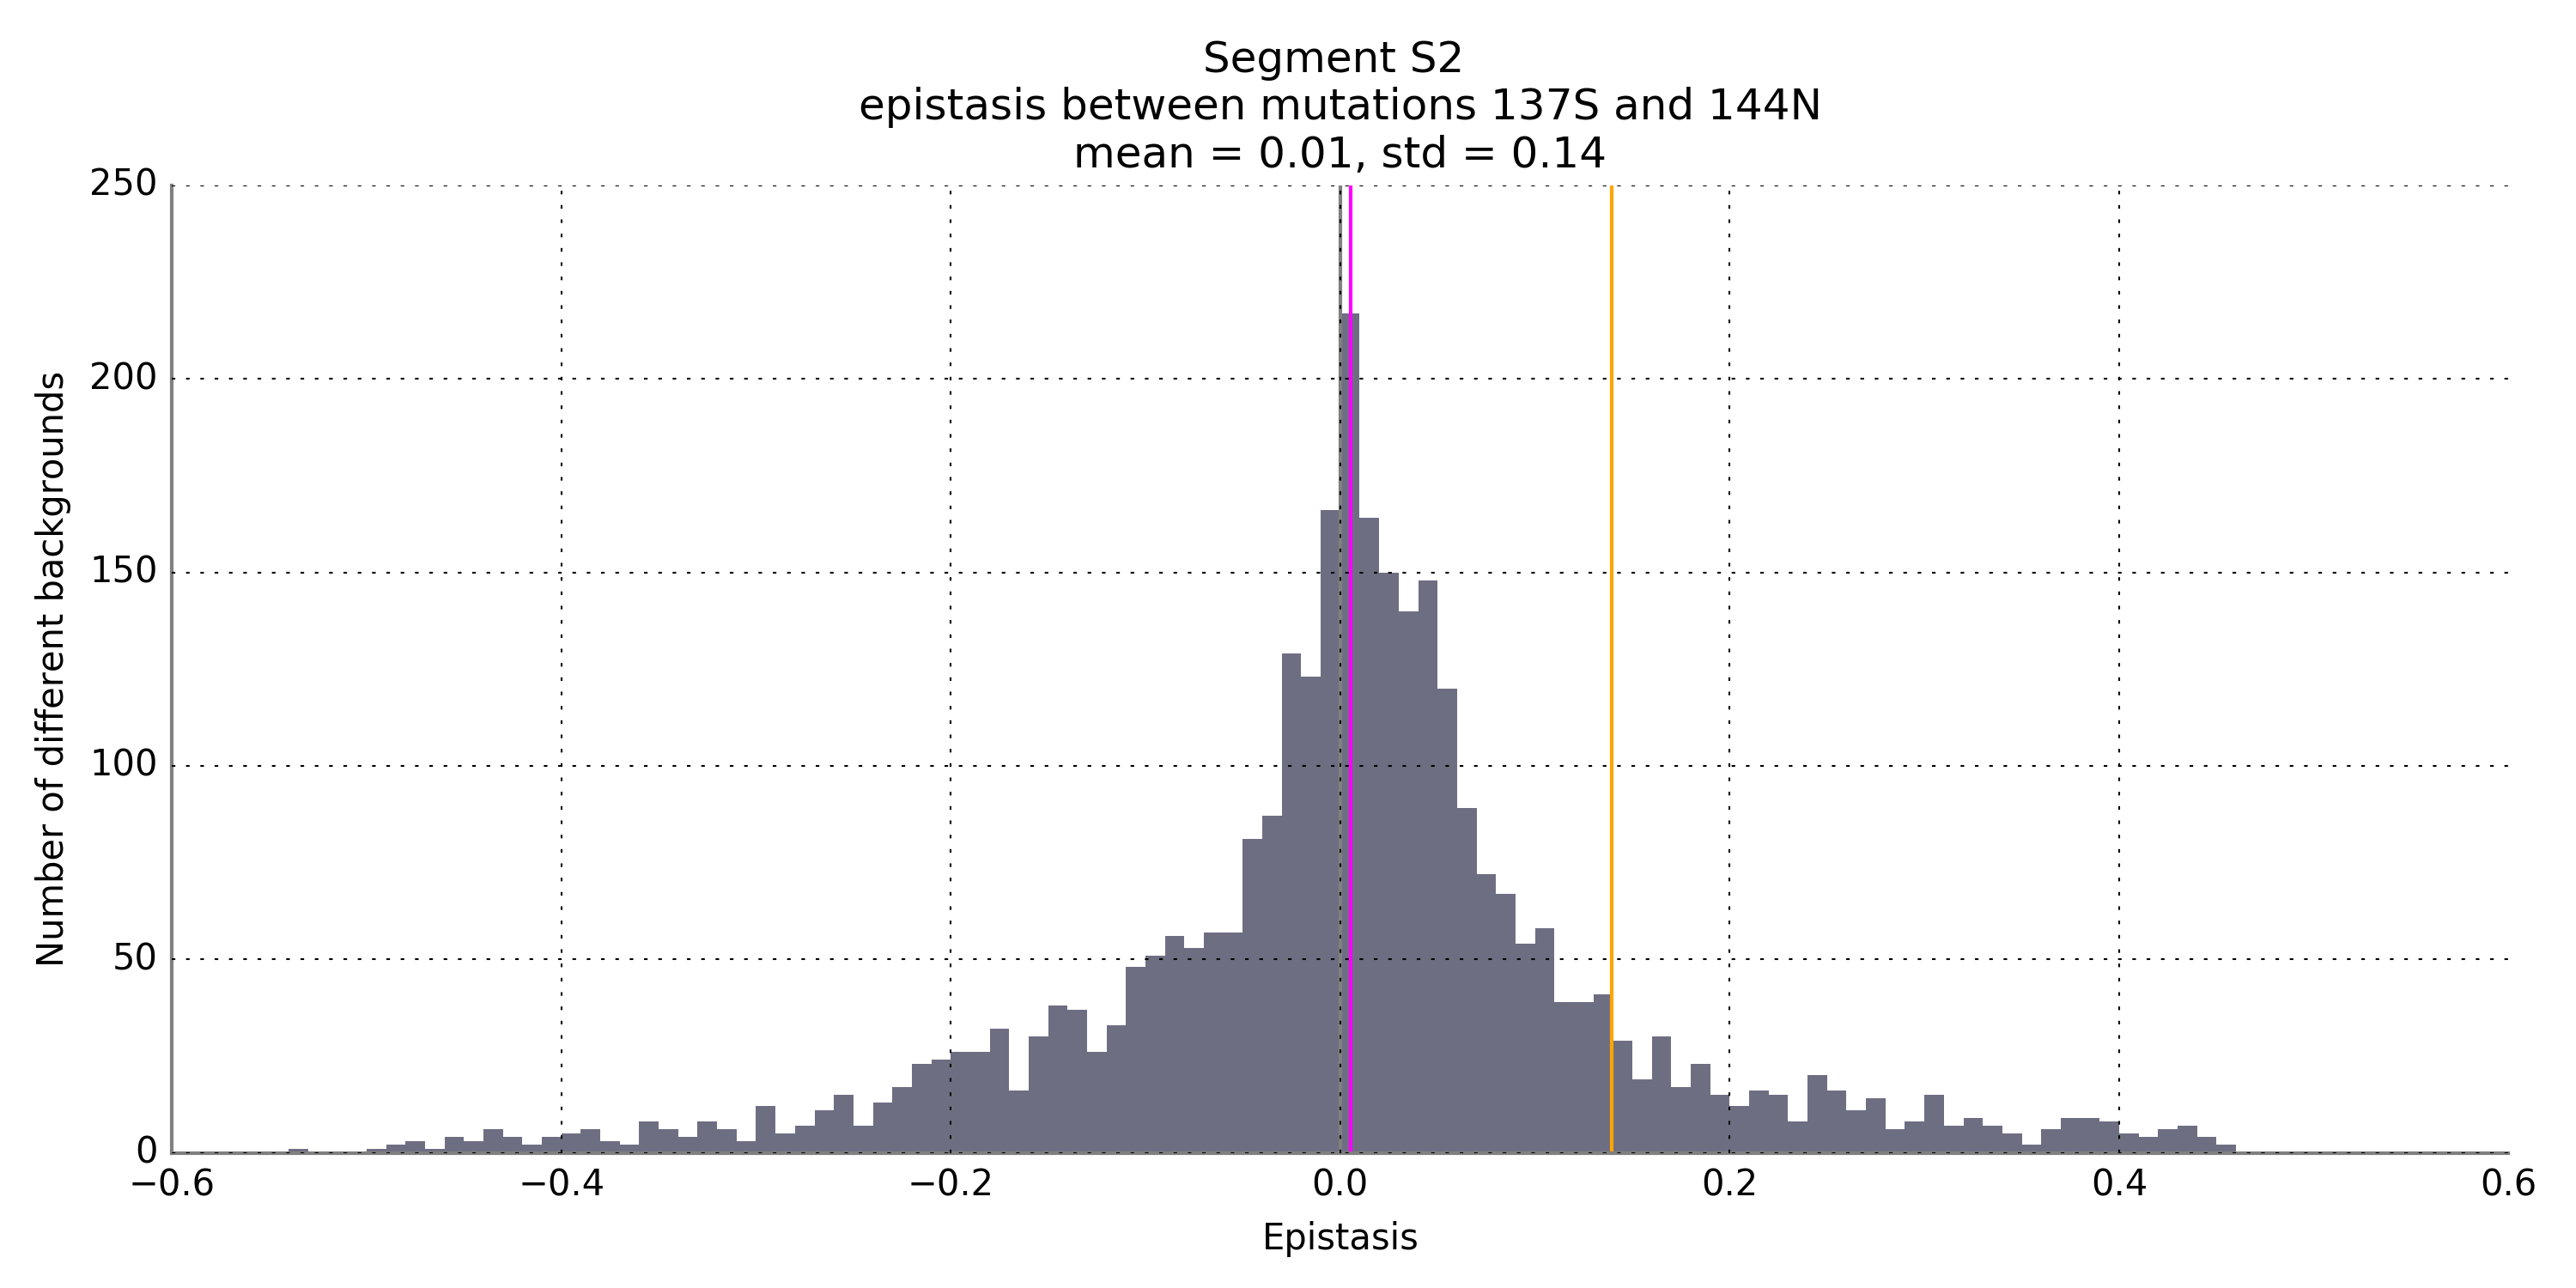 Segment S2
epistasis between mutations 137S and 144N
mean = 0.01, std = 0.14
250
200
150
100
50
0
Number of different backgrounds
−0.6
−0.4
−0.2
0.0
0.2
0.4
0.6
Epistasis